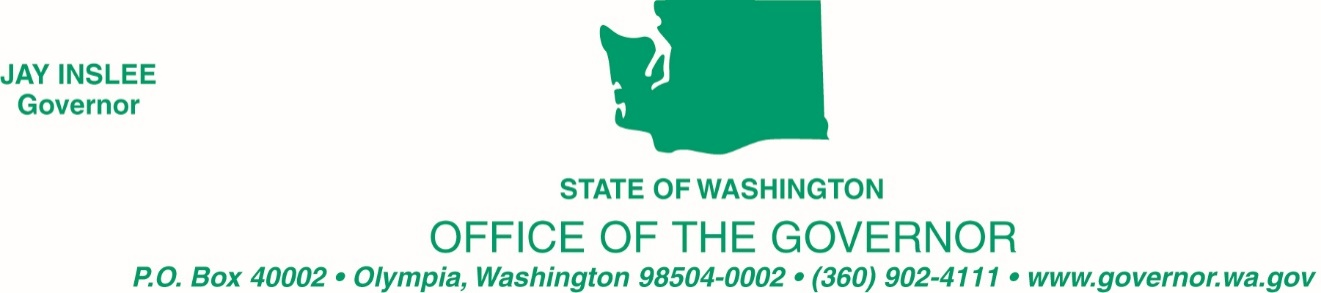 JAY INSLEE
Governor
STATE OF WASHINGTON
OFFICE OF THE GOVERNOR
P.O. Box 40002 • Olympia, Washington 98504-0002 • (360) 902-4111 • www.governor.wa.gov